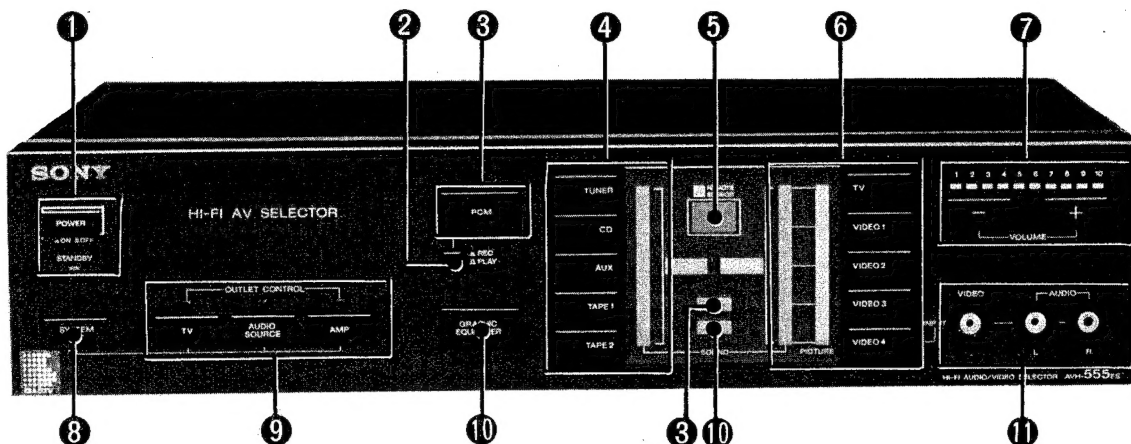 1 2 3 4 5 6 7
SONY
POWER
STANDBY
HI-FI AV SELECTOR
PCM
REC
PLAY
OUTLET CONTROL
TV AUDIO SOURCE AMP
SYSTEM
GRAPHIC EQUALIZER
TUNER
CD
AUX
TAPE 1
TAPE 2
SOUND PICTURE
TV
VIDEO 1
VIDEO 2
VIDEO 3
VIDEO 4
1 2 3 4 5 6 7 8 9 10
− +
VOLUME
VIDEO AUDIO
L R
HI-FI AUDIO/VIDEO SELECTOR AVH-555ES
8 9 10 3 10 11